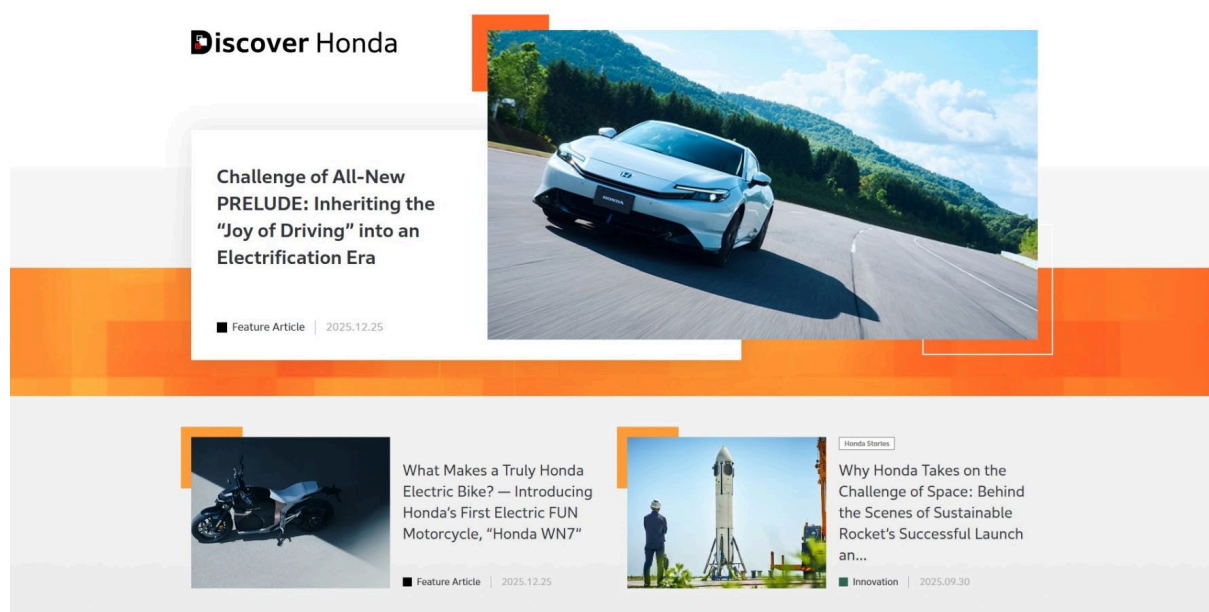 Discover Honda
Challenge of All-New
PRELUDE: Inheriting the
“Joy of Driving” into an
Electrification Era
Feature Article
2025.12.25
HONDA
What Makes a Truly Honda
Electric Bike? — Introducing
Honda’s First Electric FUN
Motorcycle, “Honda WN7”
Feature Article
2025.12.25
Honda Stories
Why Honda Takes on the
Challenge of Space: Behind
the Scenes of Sustainable
Rocket’s Successful Launch
an...
Innovation
2025.09.30